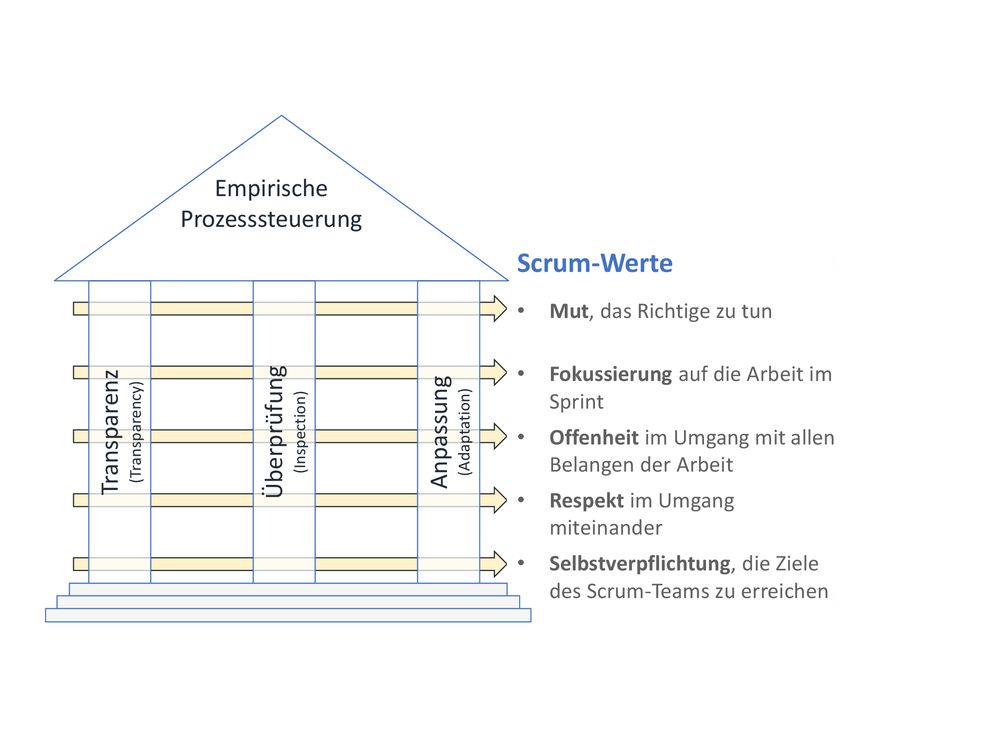 Empirische
Prozesssteuerung
Transparenz
(Transparency)
Überprüfung
(Inspection)
Anpassung
(Adaptation)
Scrum-Werte
• Mut, das Richtige zu tun
• Fokussierung auf die Arbeit im
Sprint
• Offenheit im Umgang mit allen
Belangen der Arbeit
• Respekt im Umgang
miteinander
• Selbstverpflichtung, die Ziele
des Scrum-Teams zu erreichen